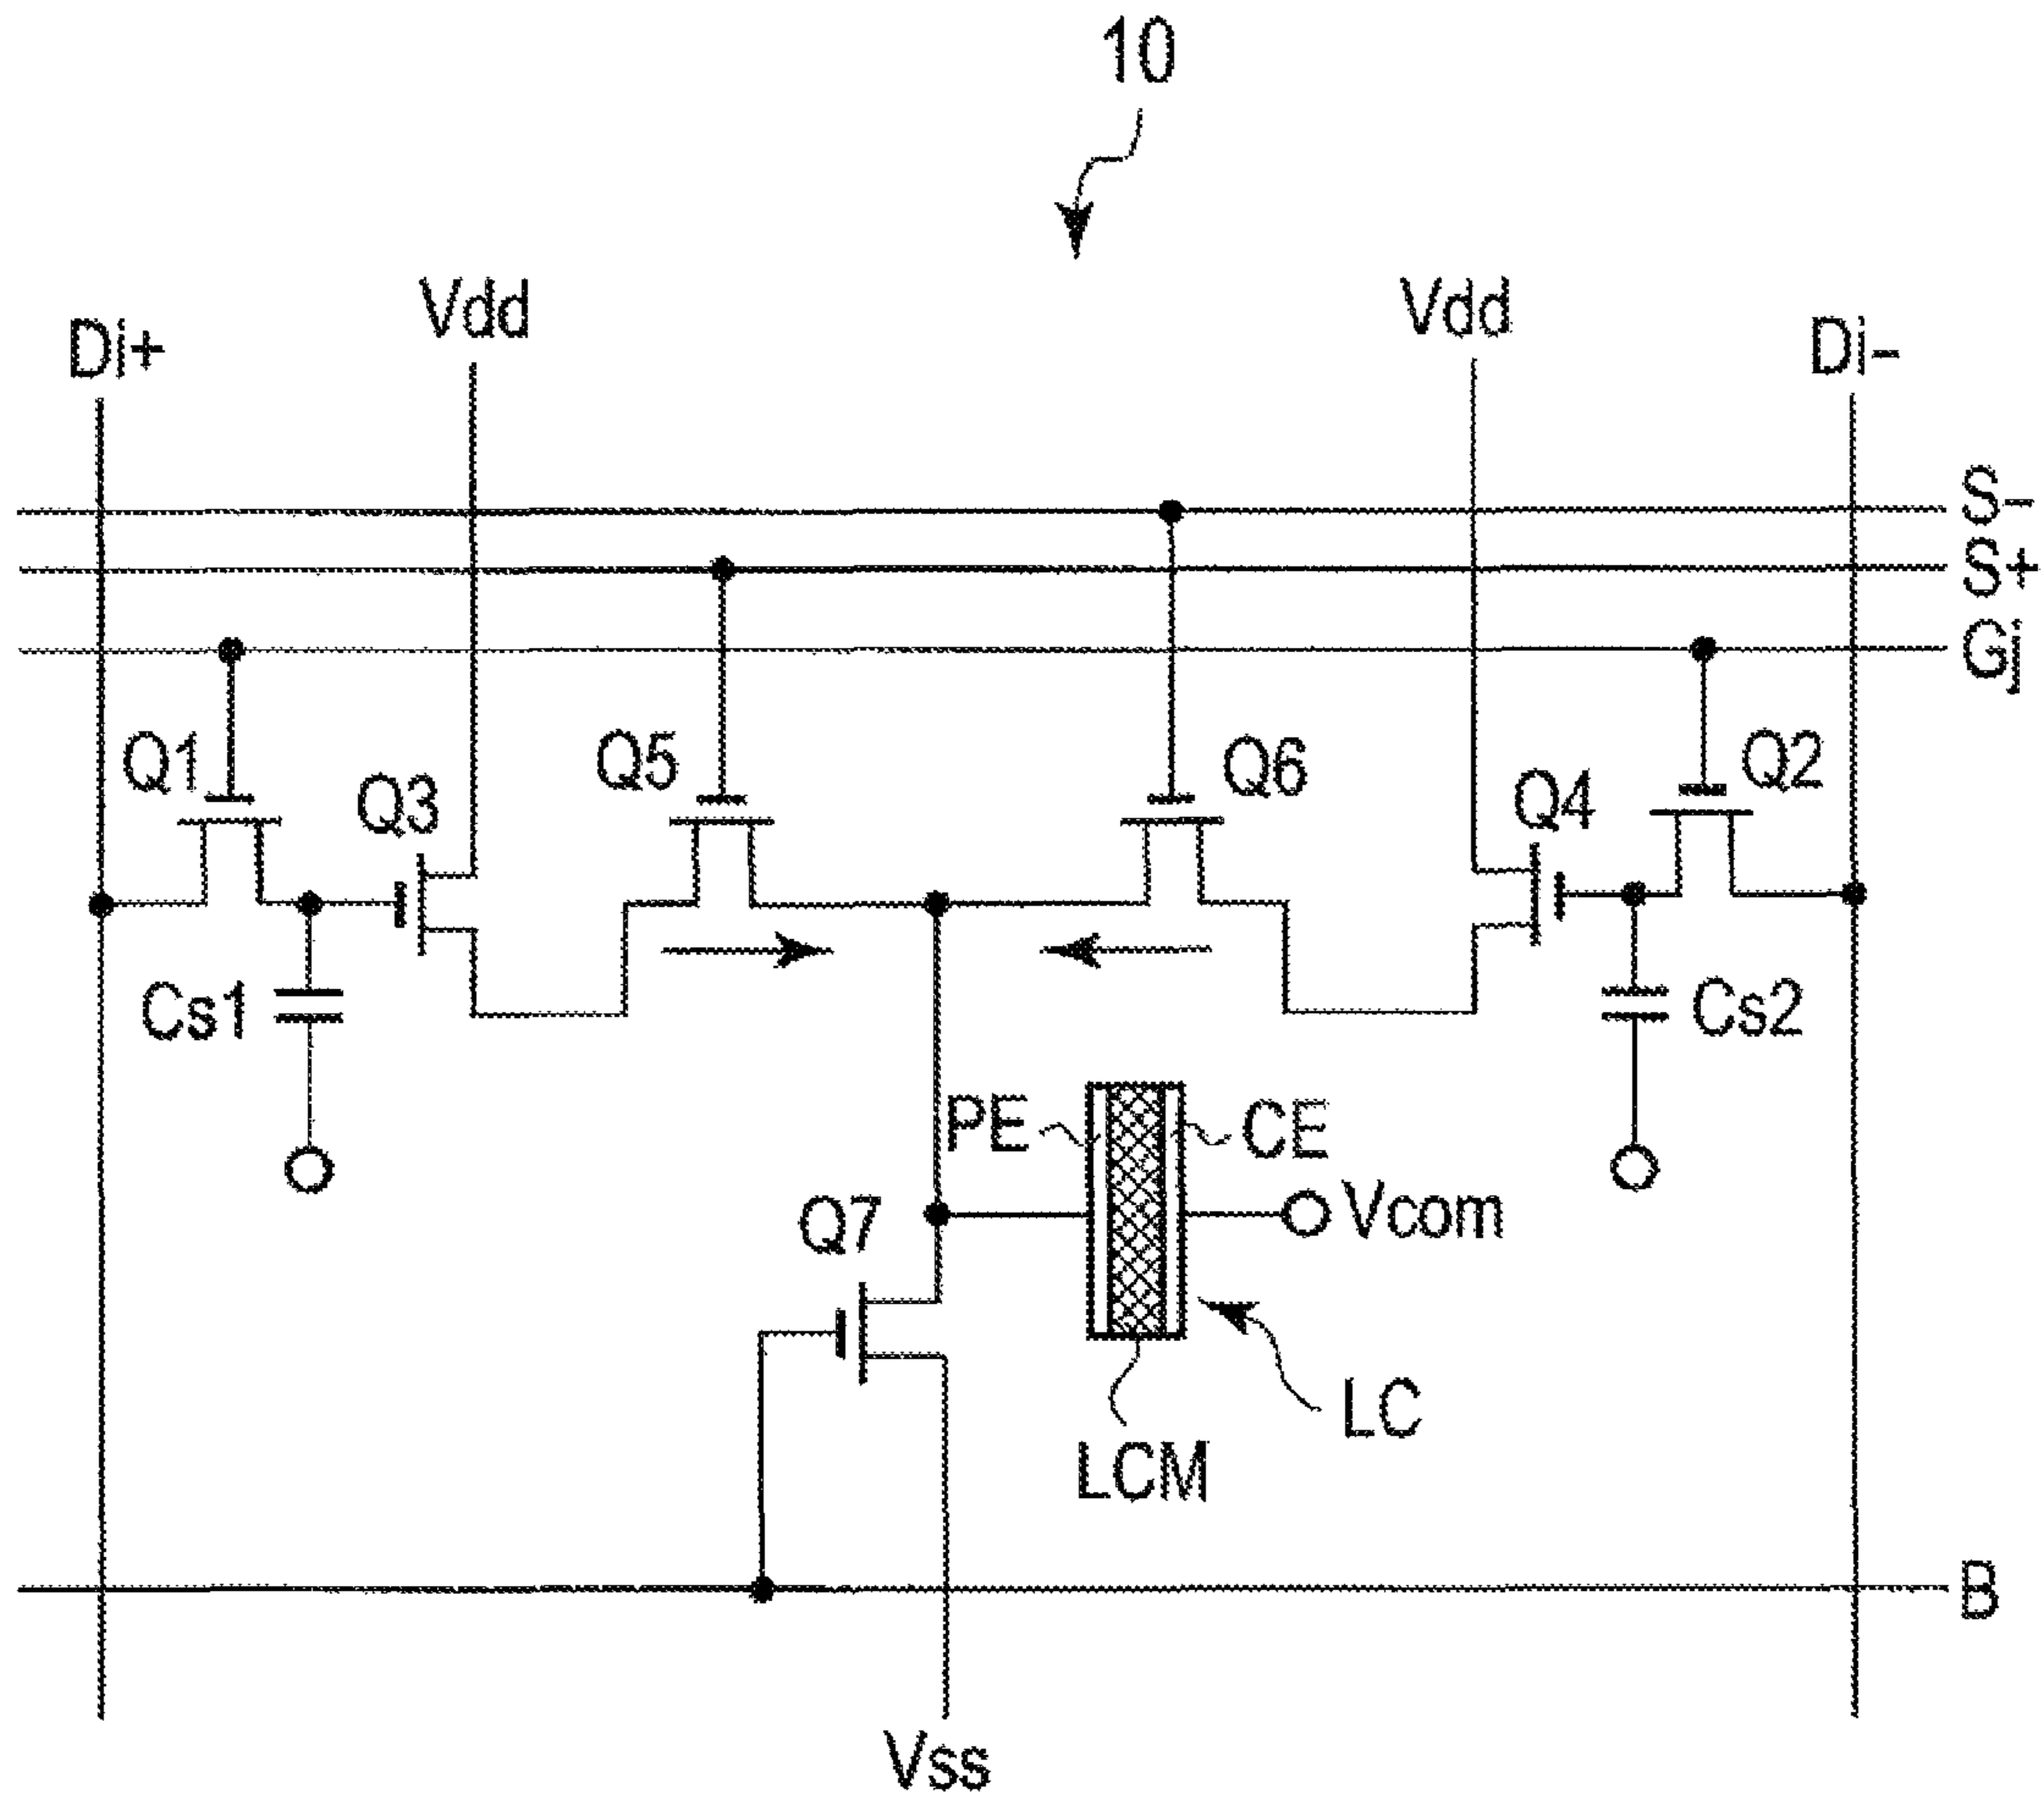 10
Vdd
Vdd
Di+
Di-
S-
S+
Gj
Q1
Q3
Q5
Q6
Q4
Q2
Cs1
Cs2
PE
CE
Q7
Vcom
LC
LCM
B
Vss